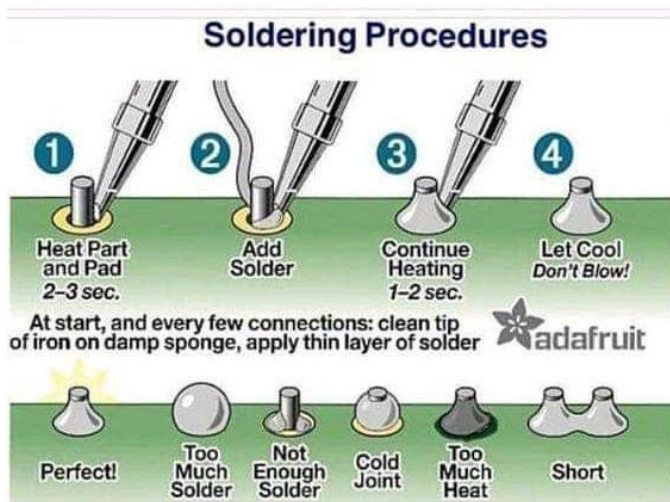 Soldering Procedures
1
2
3
4
Heat Part
and Pad
2–3 sec.
Add
Solder
Continue
Heating
1–2 sec.
Let Cool
Don't Blow!
At start, and every few connections: clean tip
of iron on damp sponge, apply thin layer of solder
adafruit
Perfect!
Too
Much
Solder
Not
Enough
Solder
Cold
Joint
Too
Much
Heat
Short